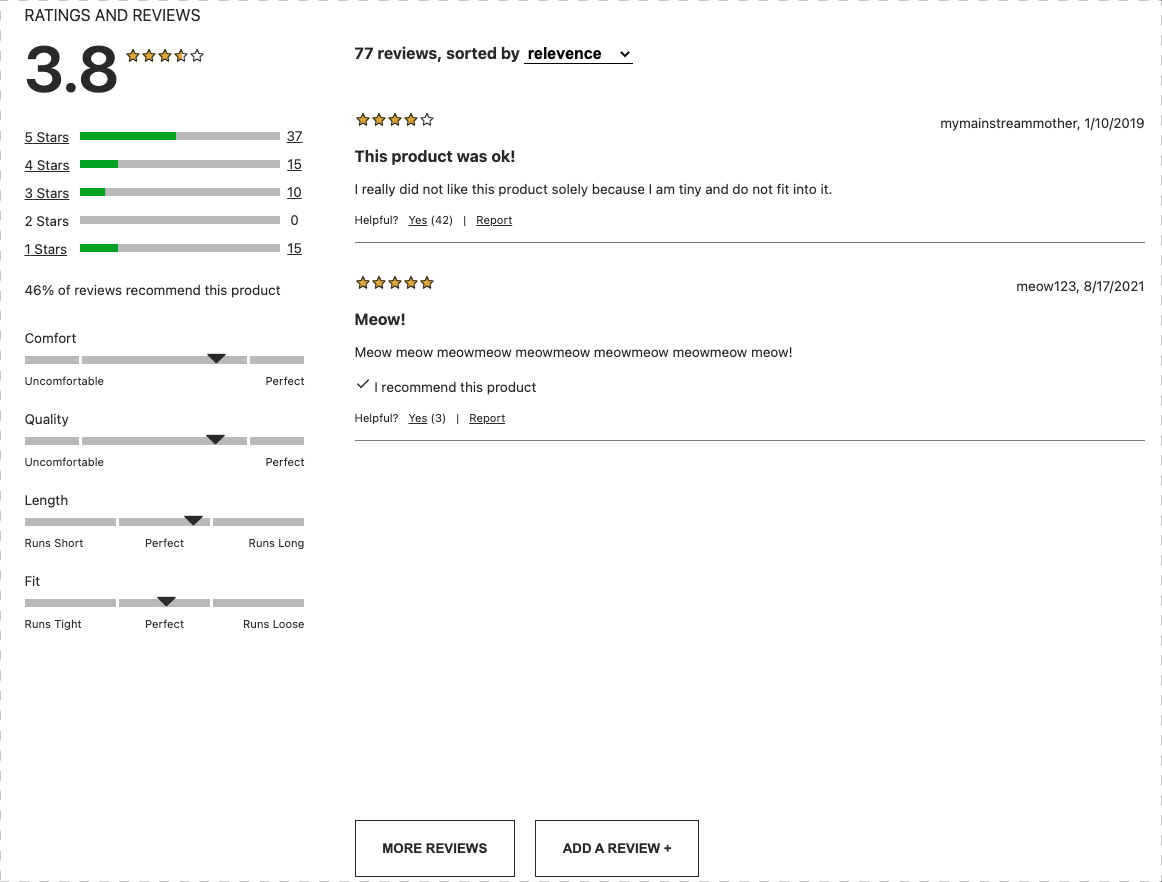 RATINGS AND REVIEWS
3.8
5 Stars 37
4 Stars 15
3 Stars 10
2 Stars 0
1 Stars 15
46% of reviews recommend this product
Comfort
Uncomfortable Perfect
Quality
Uncomfortable Perfect
Length
Runs Short Perfect Runs Long
Fit
Runs Tight Perfect Runs Loose
77 reviews, sorted by relevence
mymainstreammother, 1/10/2019
This product was ok!
I really did not like this product solely because I am tiny and do not fit into it.
Helpful? Yes (42) | Report
meow123, 8/17/2021
Meow!
Meow meow meowmeow meowmeow meowmeow meowmeow meow!
I recommend this product
Helpful? Yes (3) | Report
MORE REVIEWS ADD A REVIEW +